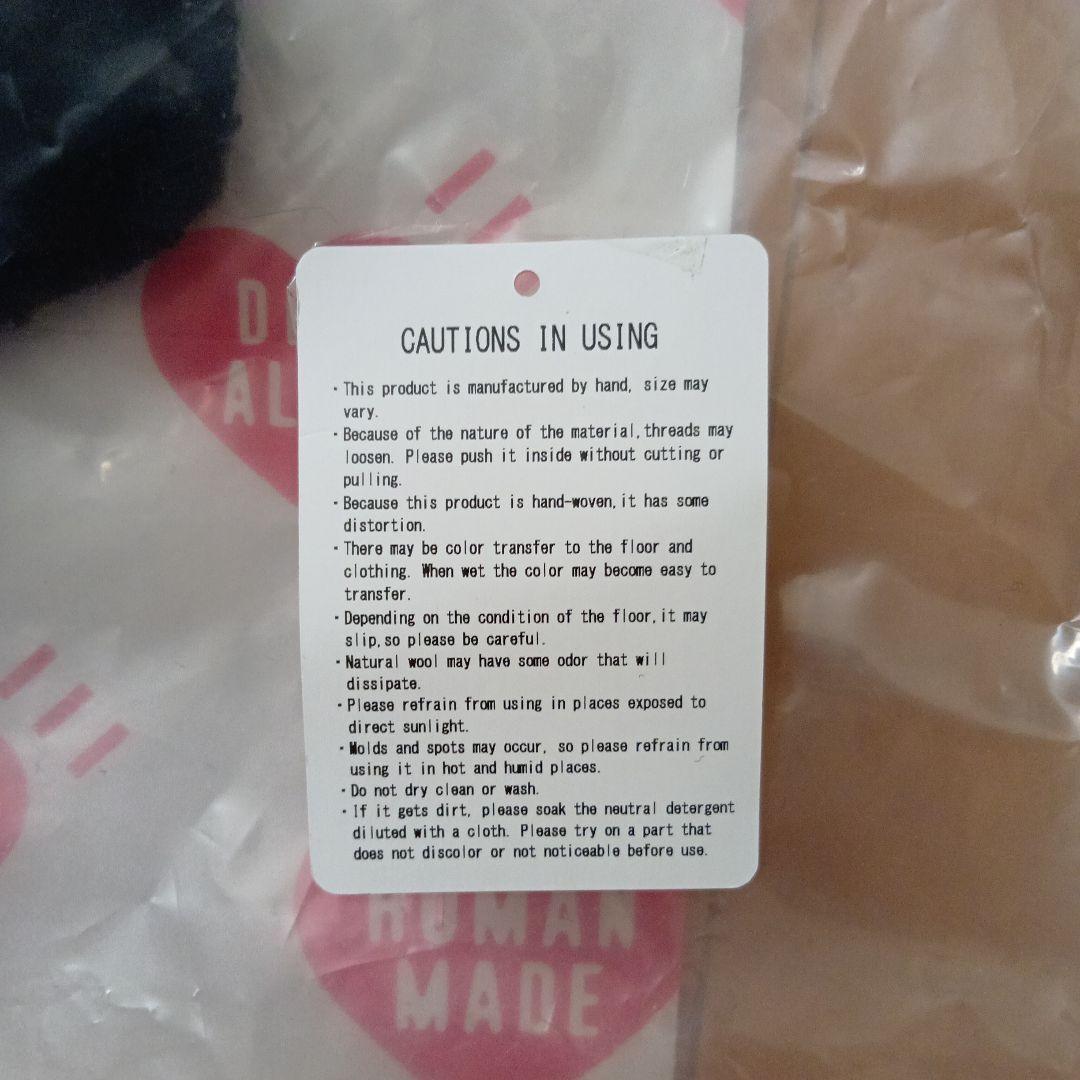 D
AL
CAUTIONS IN USING
・This product is manufactured by hand, size may
vary.
・Because of the nature of the material,threads may
loosen. Please push it inside without cutting or
pulling.
・Because this product is hand-woven,it has some
distortion.
・There may be color transfer to the floor and
clothing. When wet the color may become easy to
transfer.
・Depending on the condition of the floor,it may
slip,so please be careful.
・Natural wool may have some odor that will
dissipate.
・Please refrain from using in places exposed to
direct sunlight.
・Molds and spots may occur, so please refrain from
using it in hot and humid places.
・Do not dry clean or wash.
・If it gets dirt, please soak the neutral detergent
diluted with a cloth. Please try on a part that
does not discolor or not noticeable before use.
HUMAN
MADE